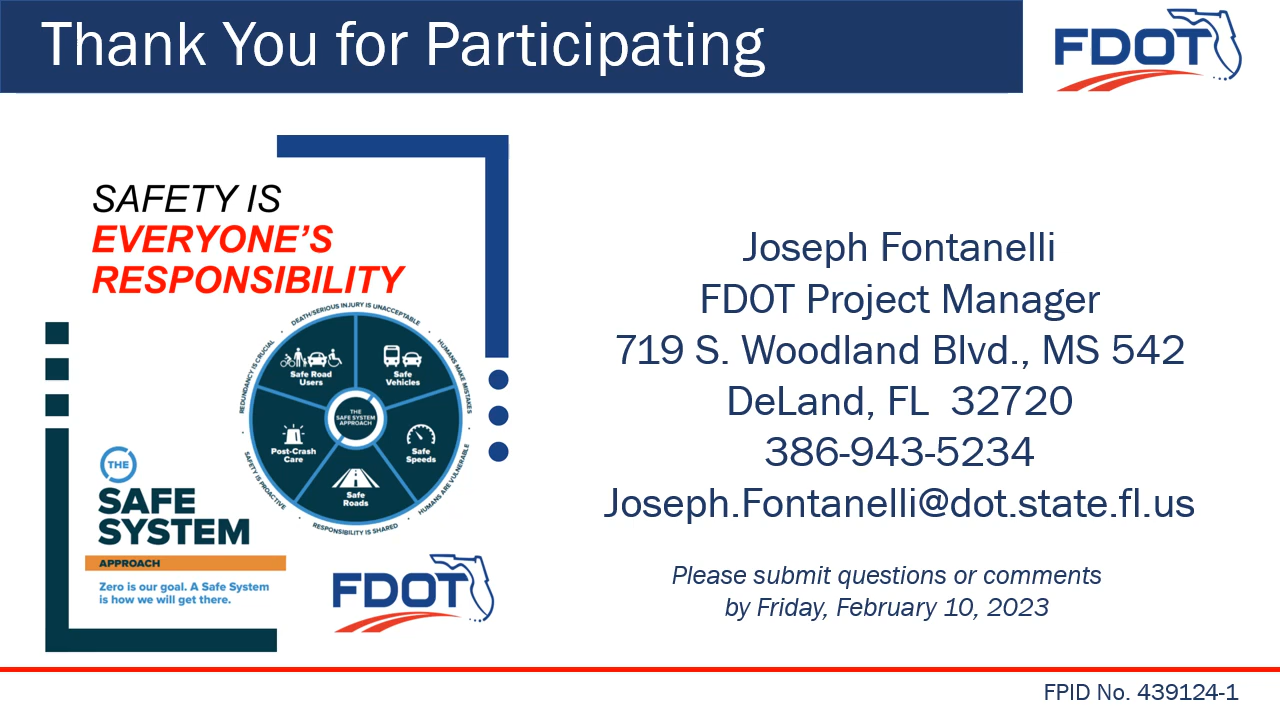 Thank You for Participating
FDOT
SAFETY IS
EVERYONE'S
RESPONSIBILITY
DEATH/SERIOUS INJURY IS UNACCEPTABLE
HUMANS MAKE MISTAKES
HUMANS ARE VULNERABLE
RESPONSIBILITY IS SHARED
SAFETY IS PROACTIVE
REDUNDANCY IS CRUCIAL
Safe Road
Users
Safe
Vehicles
THE
SAFE SYSTEM
APPROACH
Post-Crash
Care
Safe
Speeds
Safe
Roads
THE
SAFE
SYSTEM
APPROACH
Zero is our goal. A Safe System
is how we will get there.
FDOT
Joseph Fontanelli
FDOT Project Manager
719 S. Woodland Blvd., MS 542
DeLand, FL  32720
386-943-5234
Joseph.Fontanelli@dot.state.fl.us
Please submit questions or comments
by Friday, February 10, 2023
FPID No. 439124-1